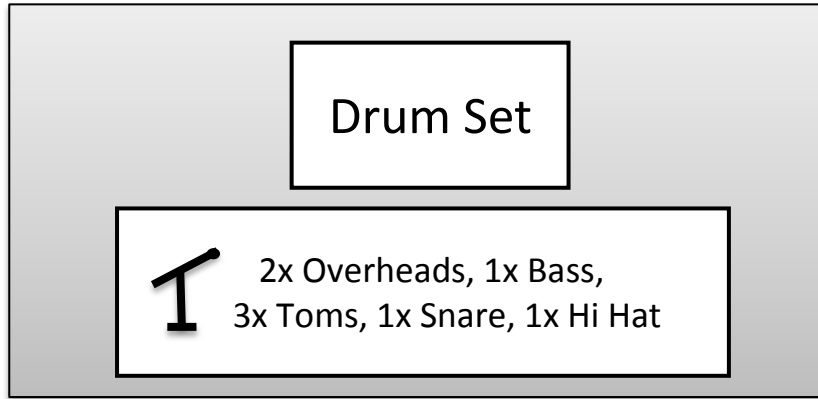 Drum Set
2x Overheads, 1x Bass,
3x Toms, 1x Snare, 1x Hi Hat